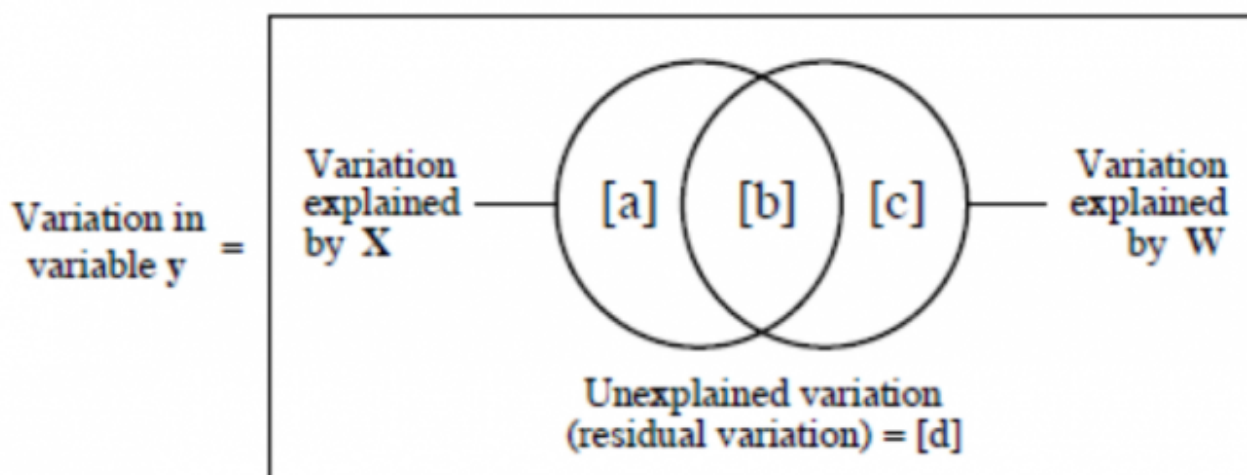 Variation in
variable y
=
Variation
explained
by X
[a]
[b]
[c]
Variation
explained
by W
Unexplained variation
(residual variation) = [d]